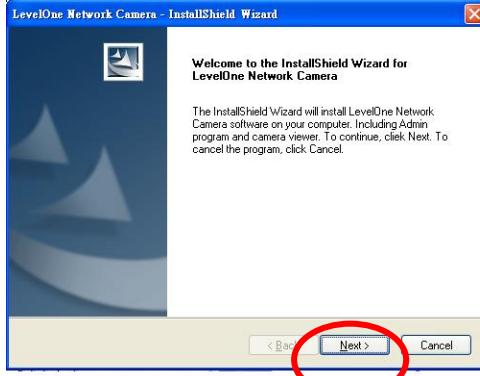 LevelOne Network Camera - InstallShield Wizard
Welcome to the InstallShield Wizard for
LevelOne Network Camera
The InstallShield Wizard will install LevelOne Network
Camera software on your computer. Including Admin
program and camera viewer. To continue, cliek Next. To
cancel the program, click Cancel.
< Back Next > Cancel